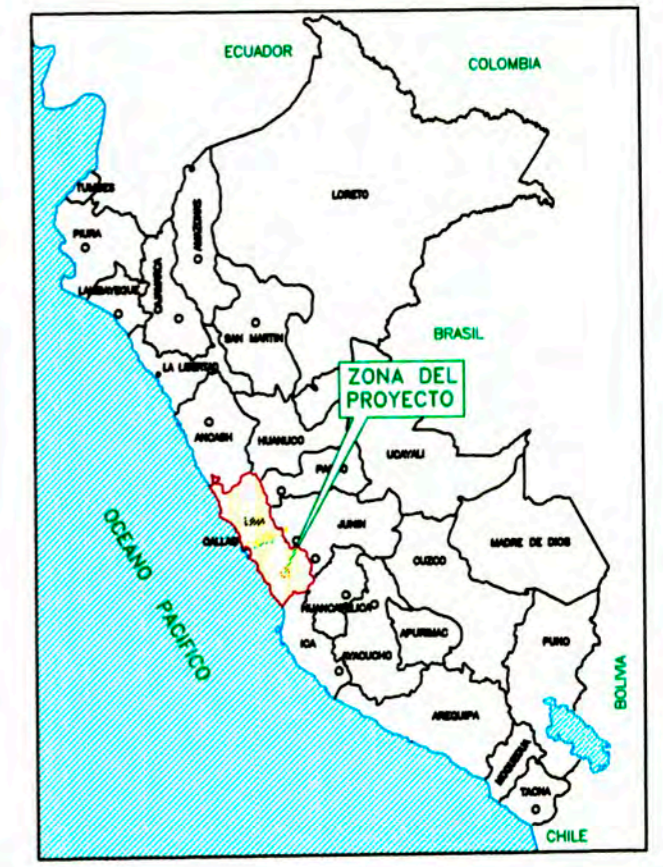 ECUADOR
COLOMBIA
TUMBES
LORETO
PIURA
AMAZONAS
LAMBAYEQUE
CAJAMARCA
SAN MARTIN
BRASIL
LA LIBERTAD
ZONA DEL
PROYECTO
ANCASH
HUANUCO
UCAYALI
PASCO
LIMA
JUNIN
CALLAO
MADRE DE DIOS
CUZCO
OCEANO PACIFICO
HUANCAVELICA
APURIMAC
ICA
AYACUCHO
PUNO
BOLIVIA
AREQUIPA
MOQUEGUA
TACNA
CHILE